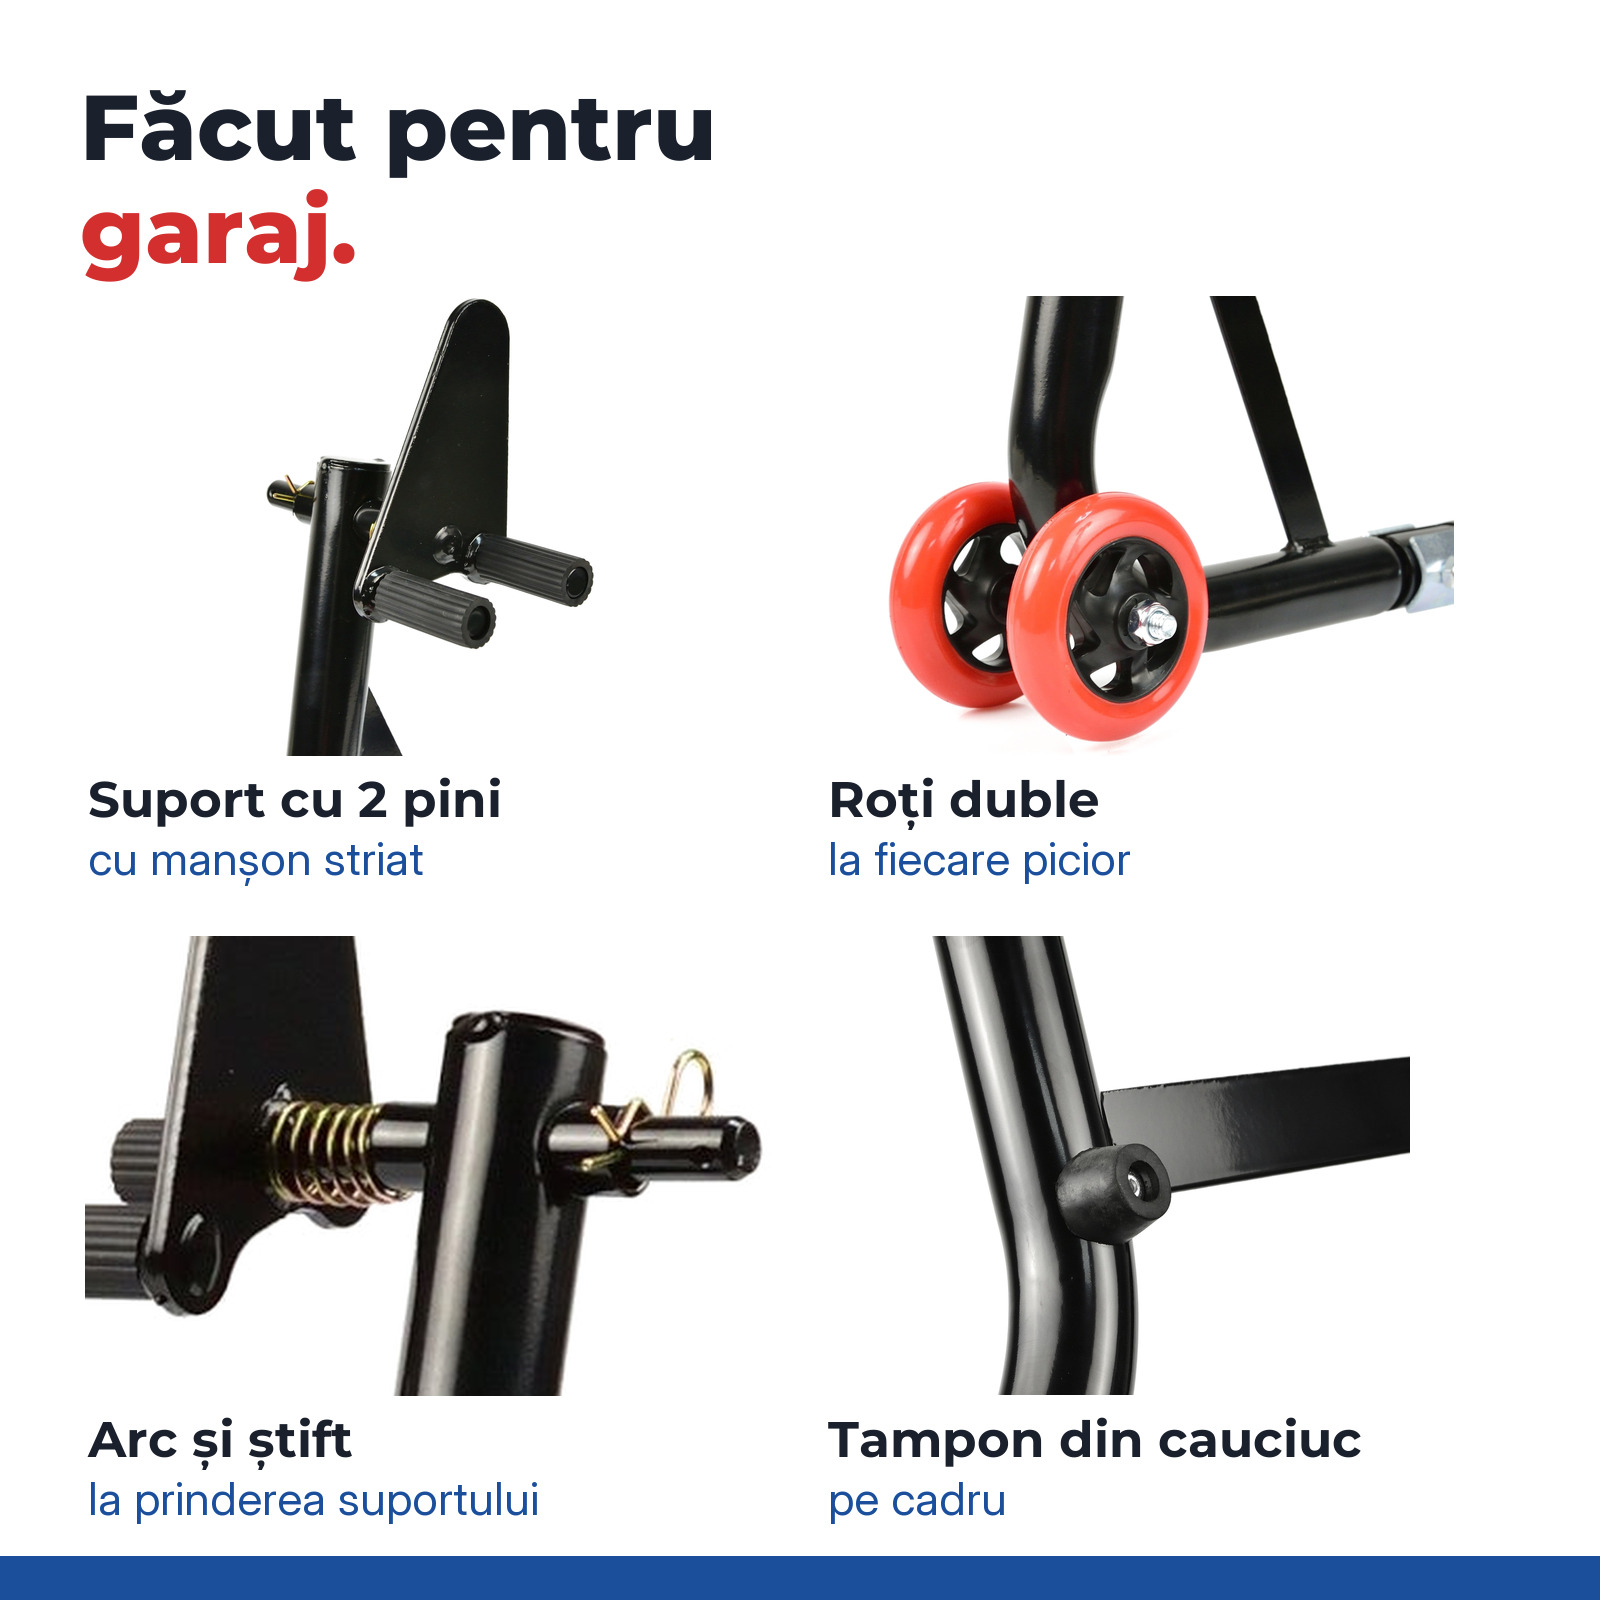 Făcut pentru
garaj.
Suport cu 2 pini
cu manșon striat
Roți duble
la fiecare picior
Arc și știft
la prinderea suportului
Tampon din cauciuc
pe cadru